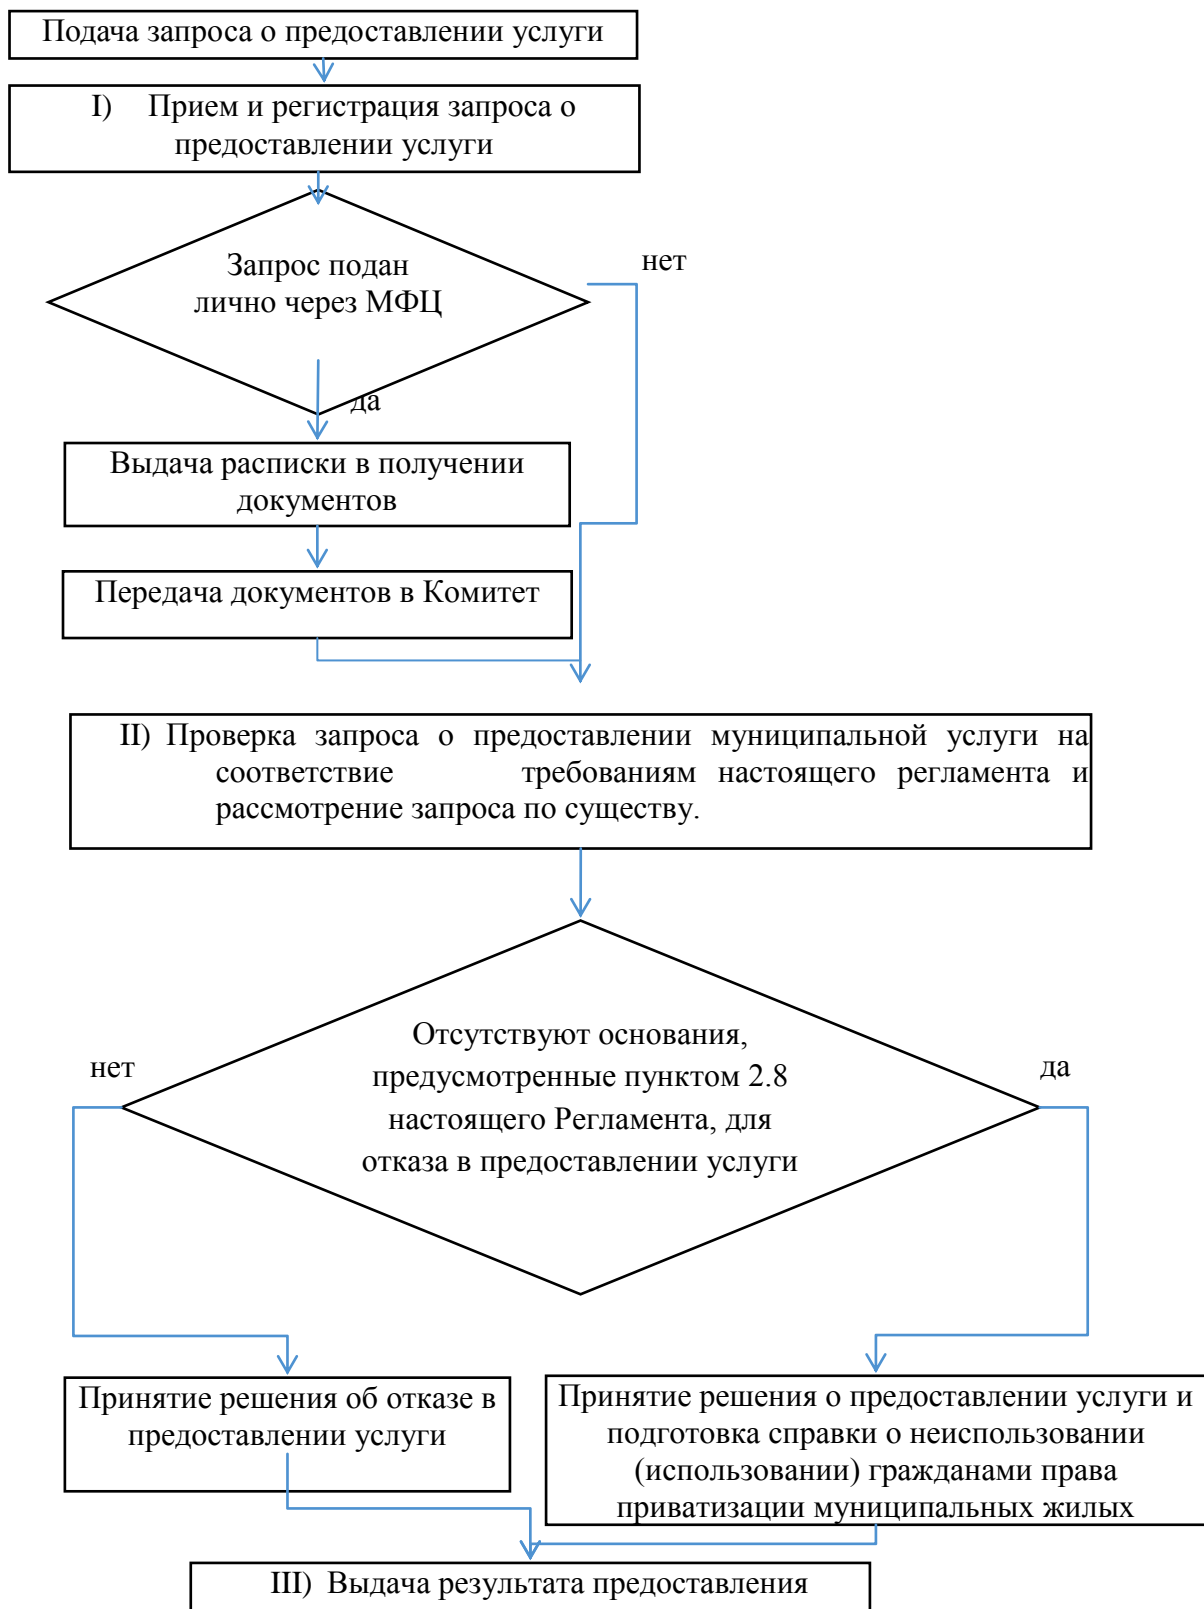 Подача запроса о предоставлении услуги
I) Прием и регистрация запроса о
предоставлении услуги
Запрос подан
лично через МФЦ
нет
да
Выдача расписки в получении
документов
Передача документов в Комитет
II) Проверка запроса о предоставлении муниципальной услуги на
соответствие требованиям настоящего регламента и
рассмотрение запроса по существу.
Отсутствуют основания,
предусмотренные пунктом 2.8
настоящего Регламента, для
отказа в предоставлении услуги
нет
да
Принятие решения об отказе в
предоставлении услуги
Принятие решения о предоставлении услуги и
подготовка справки о неиспользовании
(использовании) гражданами права
приватизации муниципальных жилых
III) Выдача результата предоставления